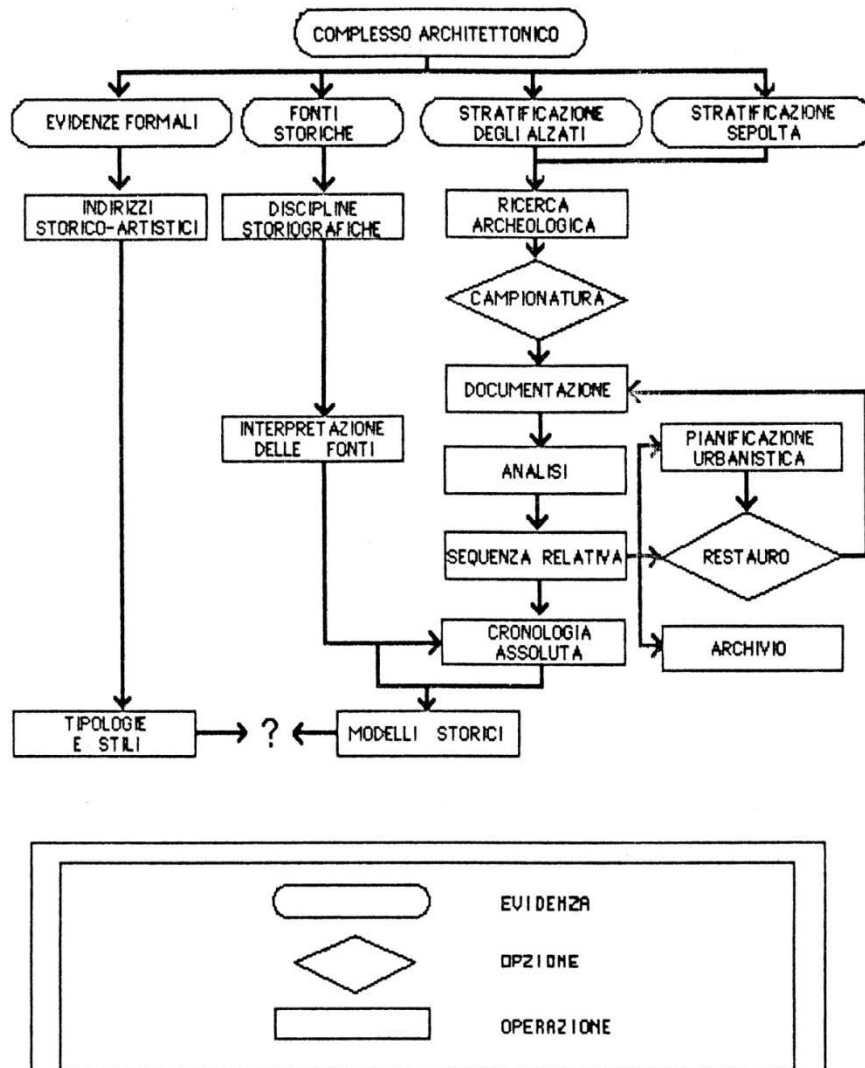 COMPLESSO ARCHITETTONICO
EVIDENZE FORMALI
FONTI
STORICHE
STRATIFICAZIONE
DEGLI ALZATI
STRATIFICAZIONE
SEPOLTA
INDIRIZZI
STORICO-ARTISTICI
DISCIPLINE
STORIOGRAFICHE
RICERCA
ARCHEOLOGICA
CAMPIONATURA
DOCUMENTAZIONE
INTERPRETAZIONE
DELLE FONTI
PIANIFICAZIONE
URBANISTICA
ANALISI
SEQUENZA RELATIVA
RESTAURO
CRONOLOGIA
ASSOLUTA
ARCHIVIO
TIPOLOGIE
E STILI
?
MODELLI STORICI
EVIDENZA
OPZIONE
OPERAZIONE